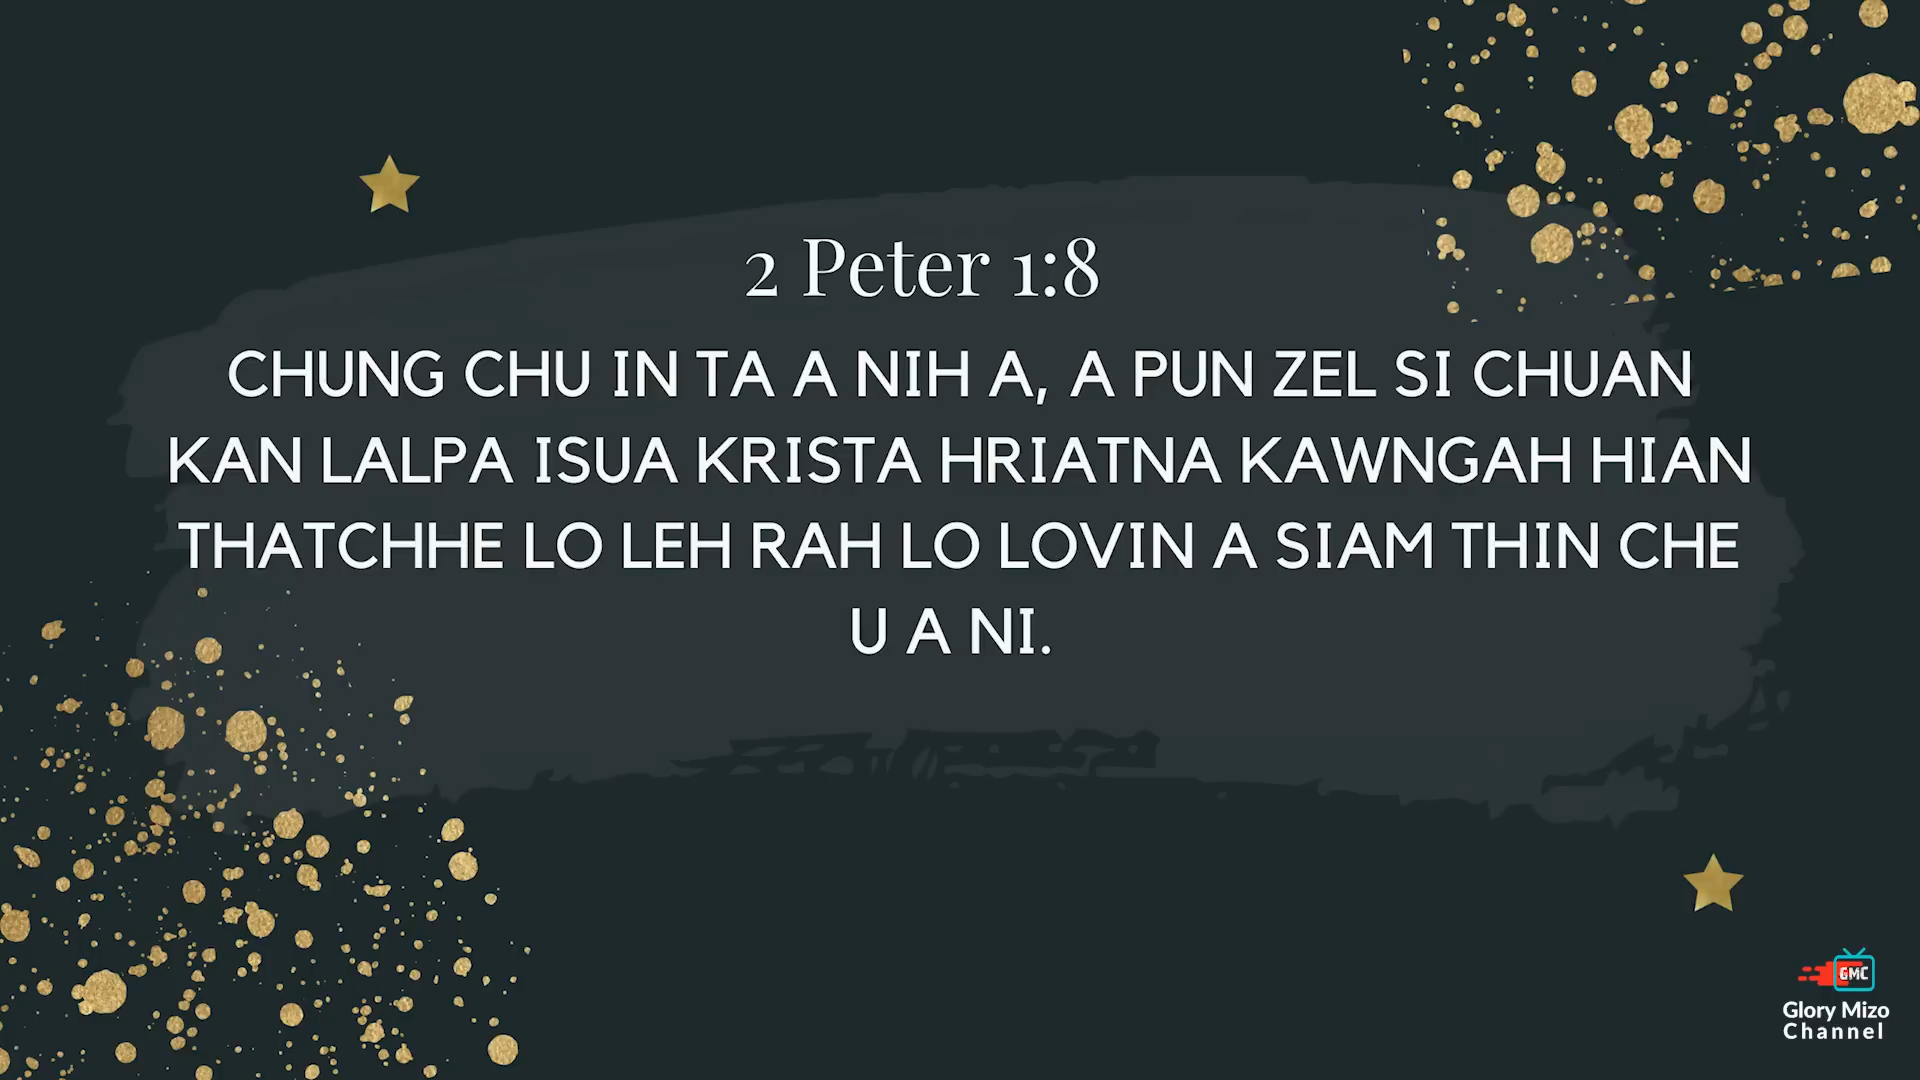 2 Peter 1:8
CHUNG CHU IN TA A NIH A, A PUN ZEL SI CHUAN
KAN LALPA ISUA KRISTA HRIATNA KAWNGAH HIAN
THATCHHE LO LEH RAH LO LOVIN A SIAM THIN CHE
U A NI.
GMC
Glory Mizo
Channel